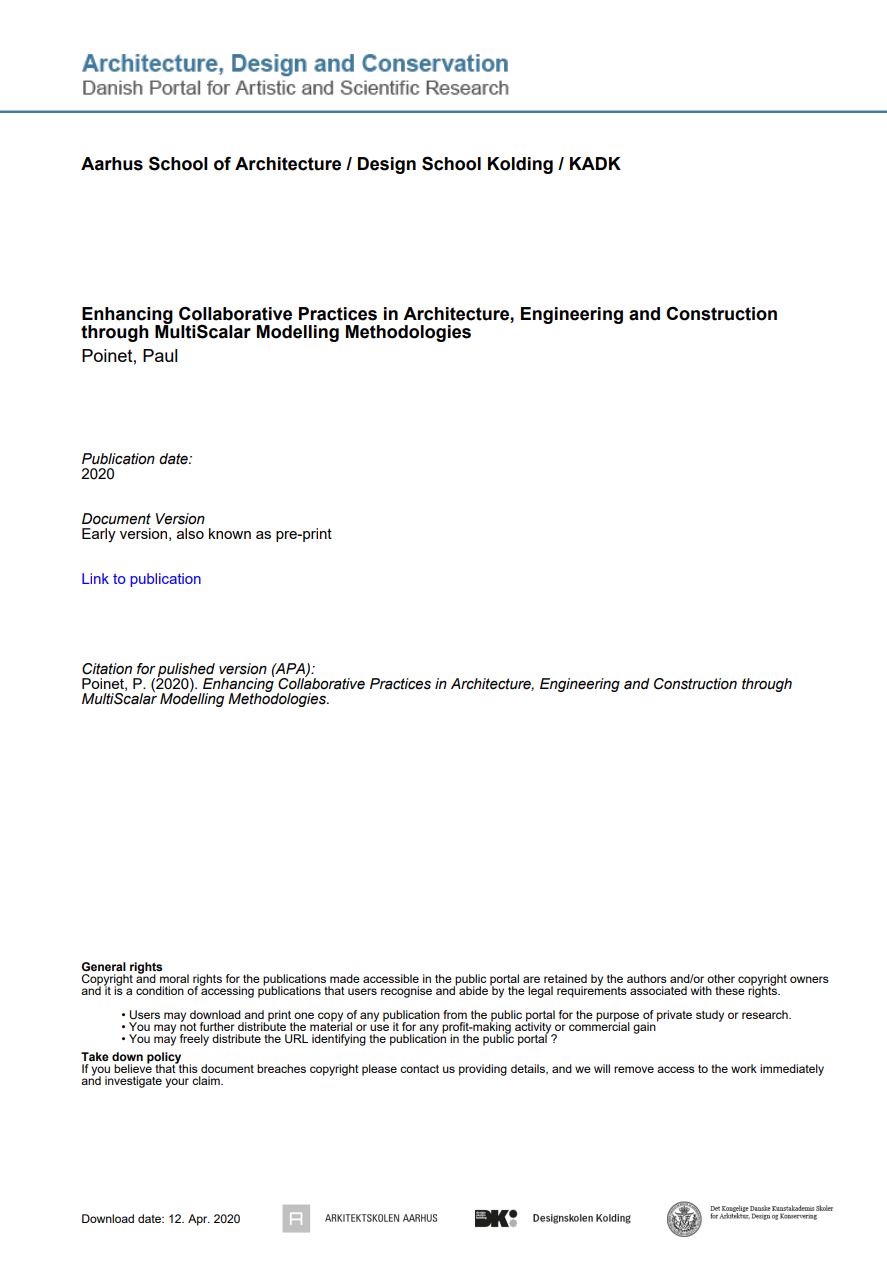 Architecture, Design and Conservation
Danish Portal for Artistic and Scientific Research
Aarhus School of Architecture / Design School Kolding / KADK
Enhancing Collaborative Practices in Architecture, Engineering and Construction
through MultiScalar Modelling Methodologies
Poinet, Paul
Publication date:
2020
Document Version
Early version, also known as pre-print
Link to publication
Citation for pulished version (APA):
Poinet, P. (2020). Enhancing Collaborative Practices in Architecture, Engineering and Construction through
MultiScalar Modelling Methodologies.
General rights
Copyright and moral rights for the publications made accessible in the public portal are retained by the authors and/or other copyright owners
and it is a condition of accessing publications that users recognise and abide by the legal requirements associated with these rights.
• Users may download and print one copy of any publication from the public portal for the purpose of private study or research.
• You may not further distribute the material or use it for any profit-making activity or commercial gain
• You may freely distribute the URL identifying the publication in the public portal ?
Take down policy
If you believe that this document breaches copyright please contact us providing details, and we will remove access to the work immediately
and investigate your claim.
Download date: 12. Apr. 2020
A
ARKITEKTSKOLEN AARHUS
DK
Designskolen Kolding
Det Kongelige Danske Kunstakademis Skoler
for Arkitektur, Design og Konservering